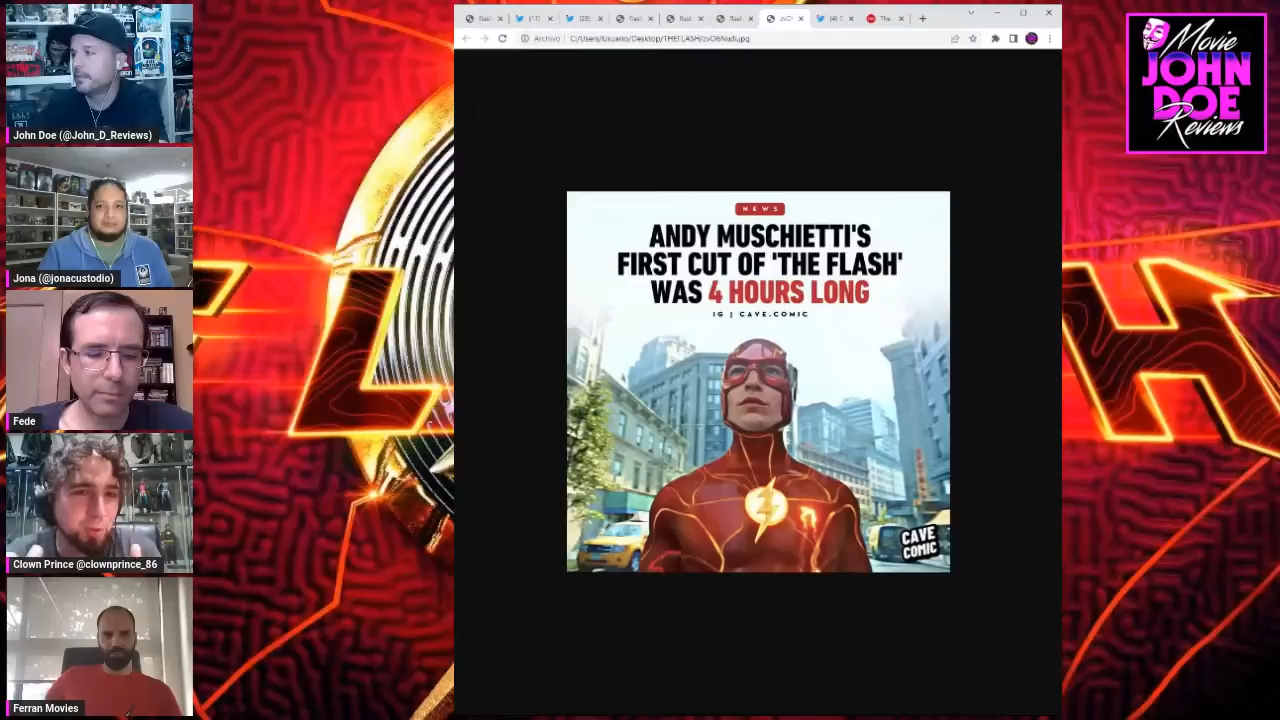 John Doe (@John_D_Reviews)
Jona (@jonacustodio)
Fede
Clown Prince @clownprince_86
Ferran Movies
Archivo
NEWS
ANDY MUSCHIETTI'S
FIRST CUT OF 'THE FLASH'
WAS 4 HOURS LONG
IG | CAVE.COMIC
CAVE
COMIC
Movie
JOHN
DOE
Reviews